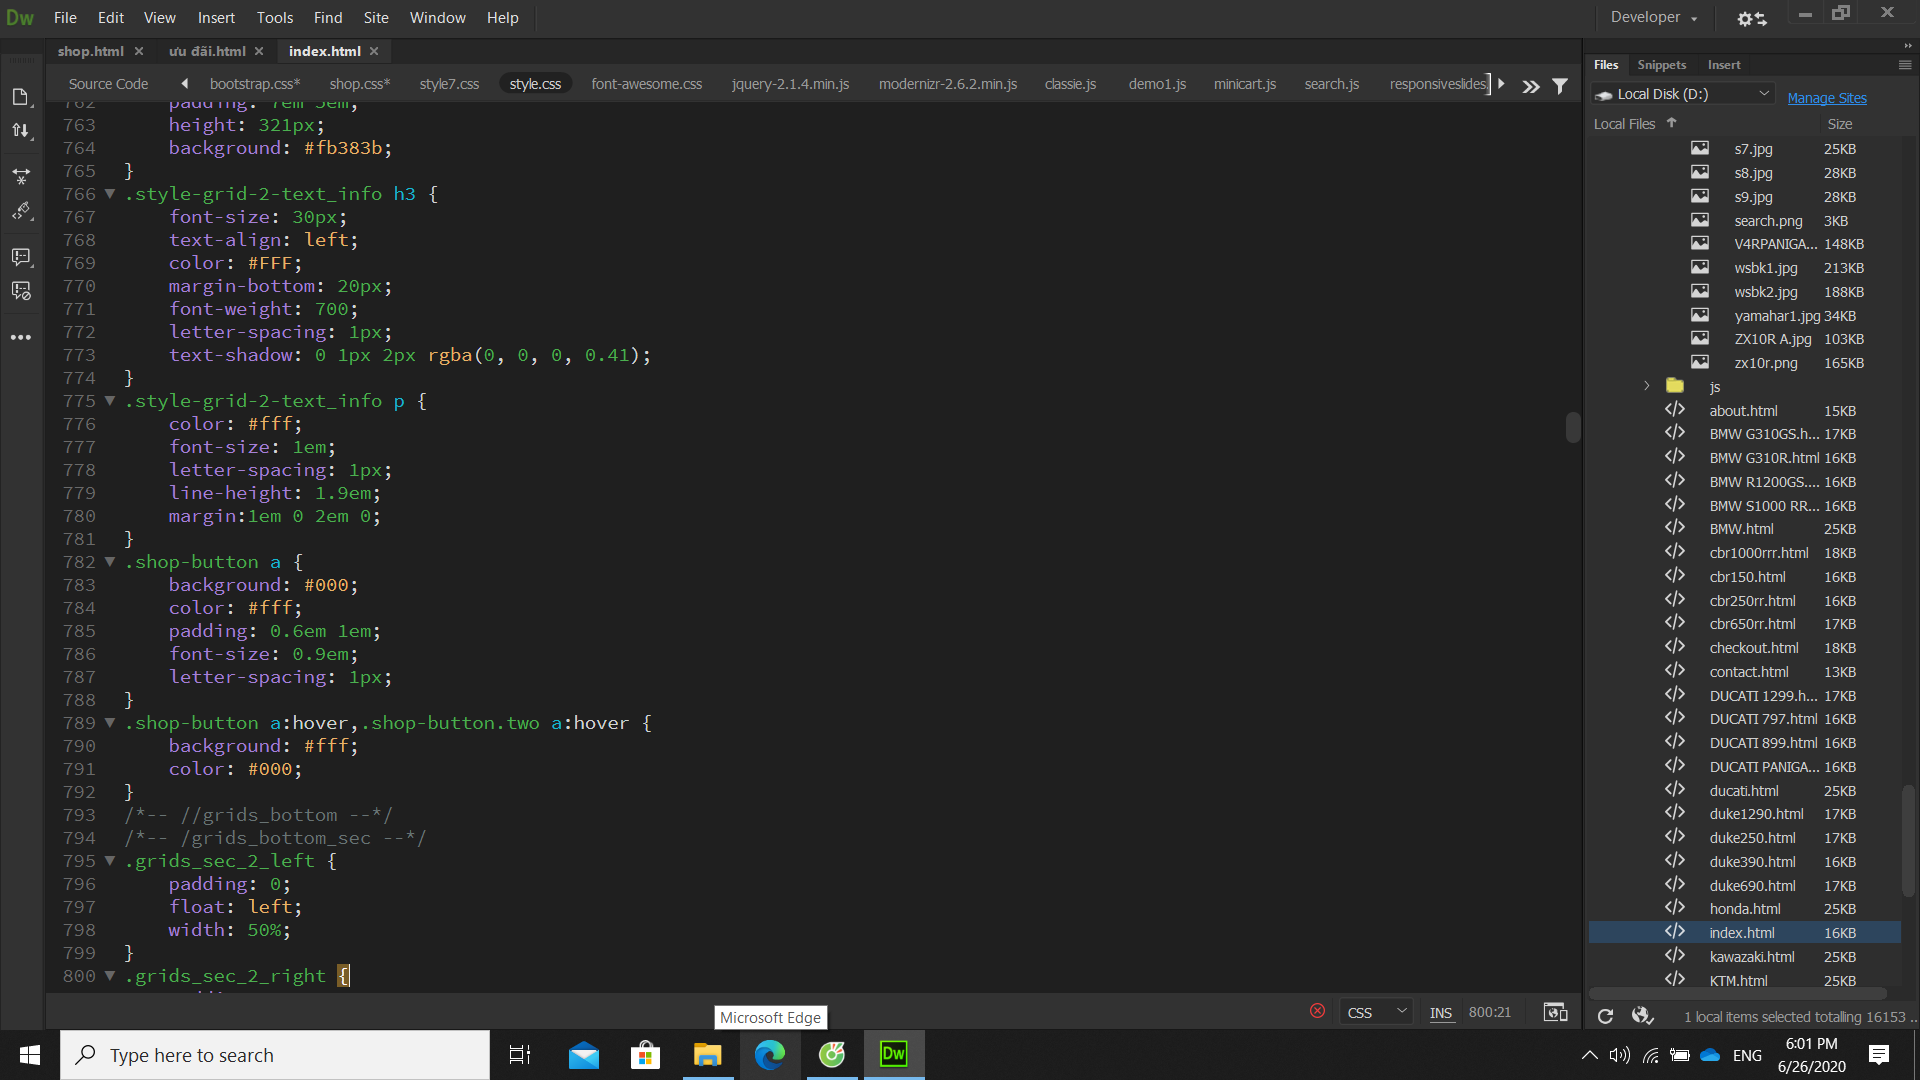 Dw File Edit View Insert Tools Find Site Window Help Developer
shop.html ưu đãi.html index.html
Source Code bootstrap.css* shop.css* style7.css style.css font-awesome.css jquery-2.1.4.min.js modernizr-2.6.2.min.js classie.js demo1.js minicart.js search.js responsiveslides
762 padding: 7em 3em;
763 height: 321px;
764 background: #fb383b;
765 }
766 .style-grid-2-text_info h3 {
767 font-size: 30px;
768 text-align: left;
769 color: #FFF;
770 margin-bottom: 20px;
771 font-weight: 700;
772 letter-spacing: 1px;
773 text-shadow: 0 1px 2px rgba(0, 0, 0, 0.41);
774 }
775 .style-grid-2-text_info p {
776 color: #fff;
777 font-size: 1em;
778 letter-spacing: 1px;
779 line-height: 1.9em;
780 margin:1em 0 2em 0;
781 }
782 .shop-button a {
783 background: #000;
784 color: #fff;
785 padding: 0.6em 1em;
786 font-size: 0.9em;
787 letter-spacing: 1px;
788 }
789 .shop-button a:hover,.shop-button.two a:hover {
790 background: #fff;
791 color: #000;
792 }
793 /*-- //grids_bottom --*/
794 /*-- /grids_bottom_sec --*/
795 .grids_sec_2_left {
796 padding: 0;
797 float: left;
798 width: 50%;
799 }
800 .grids_sec_2_right {
CSS INS 800:21
Files Snippets Insert
Local Disk (D:) Manage Sites
Local Files Size
s7.jpg 25KB
s8.jpg 28KB
s9.jpg 28KB
search.png 3KB
V4RPANIGA... 148KB
wsbk1.jpg 213KB
wsbk2.jpg 188KB
yamahar1.jpg 34KB
ZX10R A.jpg 103KB
zx10r.png 165KB
js
about.html 15KB
BMW G310GS.h... 17KB
BMW G310R.html 16KB
BMW R1200GS.... 16KB
BMW S1000 RR... 16KB
BMW.html 25KB
cbr1000rrr.html 18KB
cbr150.html 16KB
cbr250rr.html 16KB
cbr650rr.html 17KB
checkout.html 18KB
contact.html 13KB
DUCATI 1299.h... 17KB
DUCATI 797.html 16KB
DUCATI 899.html 16KB
DUCATI PANIGA... 16KB
ducati.html 25KB
duke1290.html 17KB
duke250.html 17KB
duke390.html 16KB
duke690.html 17KB
honda.html 25KB
index.html 16KB
kawazaki.html 25KB
KTM.html 25KB
1 local items selected totalling 16153 ..
Microsoft Edge
Type here to search
Dw
ENG
6:01 PM
6/26/2020